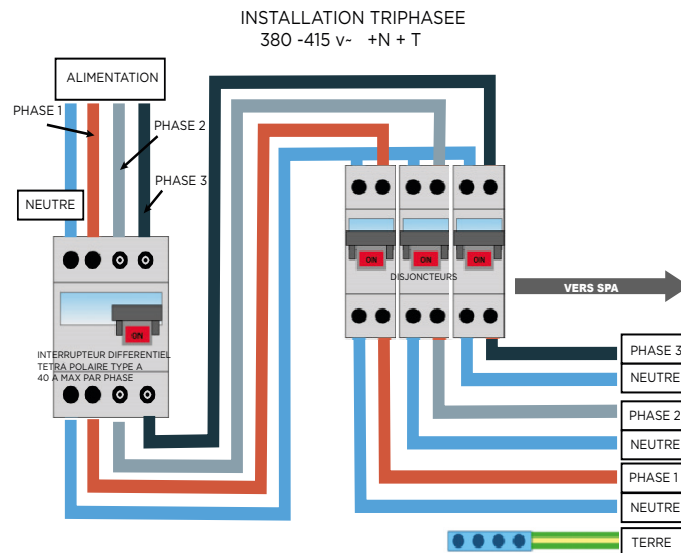 INSTALLATION TRIPHASEE
380 -415 v~ +N + T
ALIMENTATION
PHASE 1
PHASE 2
PHASE 3
NEUTRE
ON
INTERRUPTEUR DIFFERENTIEL
TETRA POLAIRE TYPE A
40 A MAX PAR PHASE
ON
ON
ON
DISJONCTEURS
VERS SPA
PHASE 3
NEUTRE
PHASE 2
NEUTRE
PHASE 1
NEUTRE
TERRE